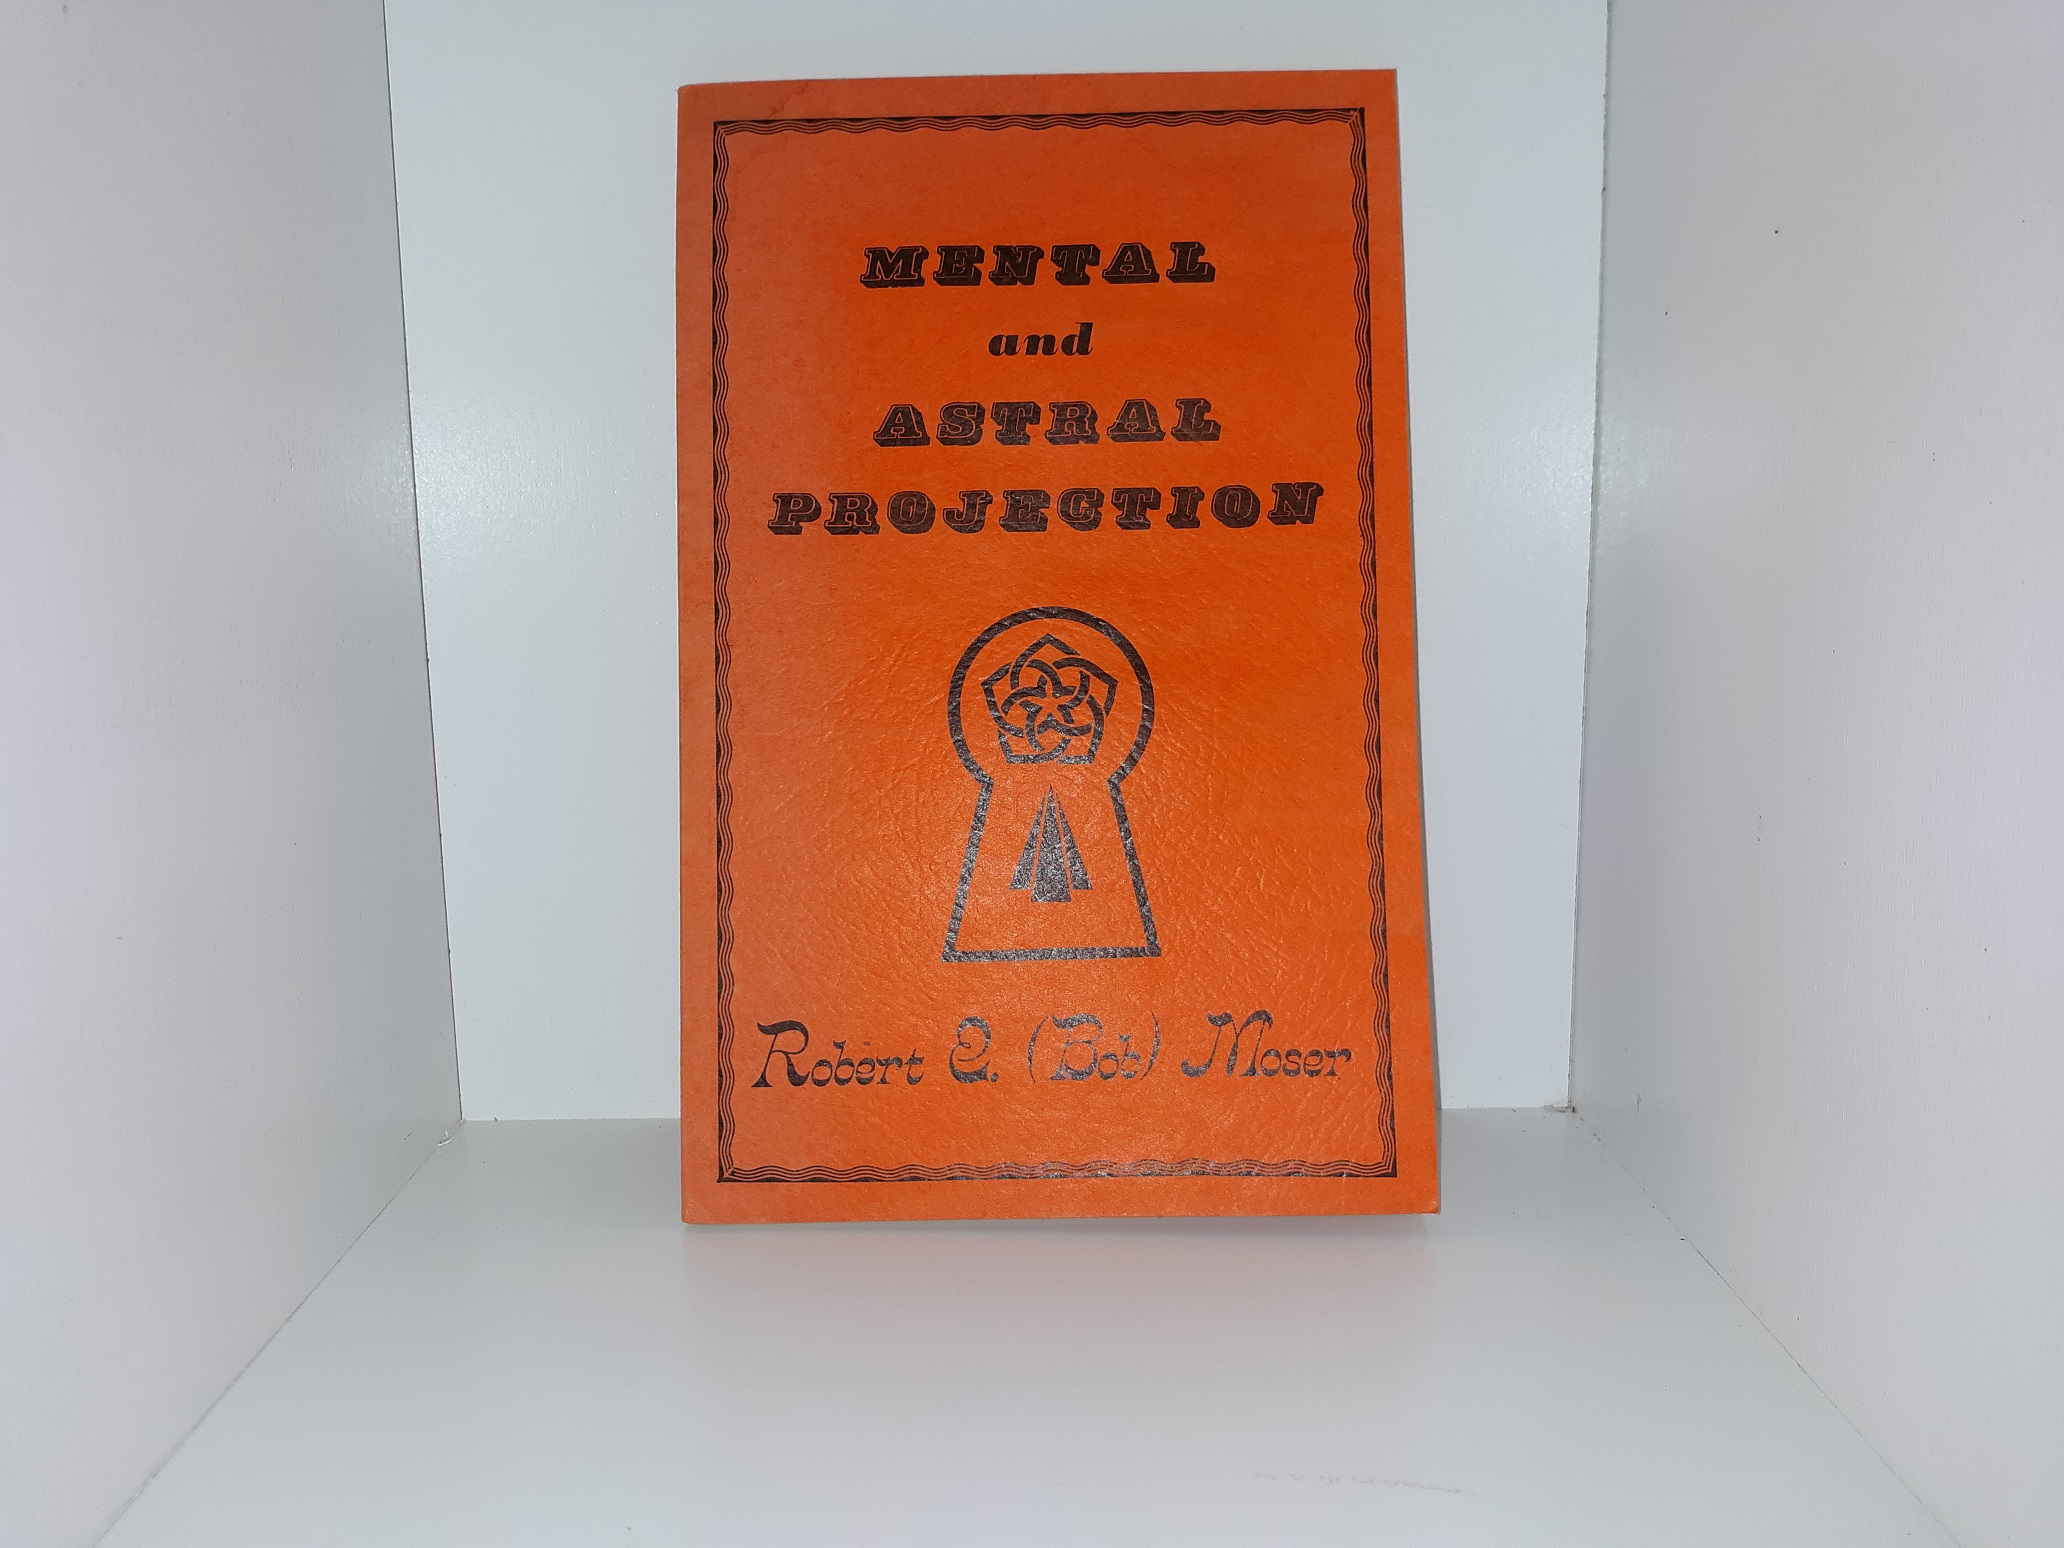 MENTAL
and
ASTRAL
PROJECTION
Robert E. (Bob) Moser